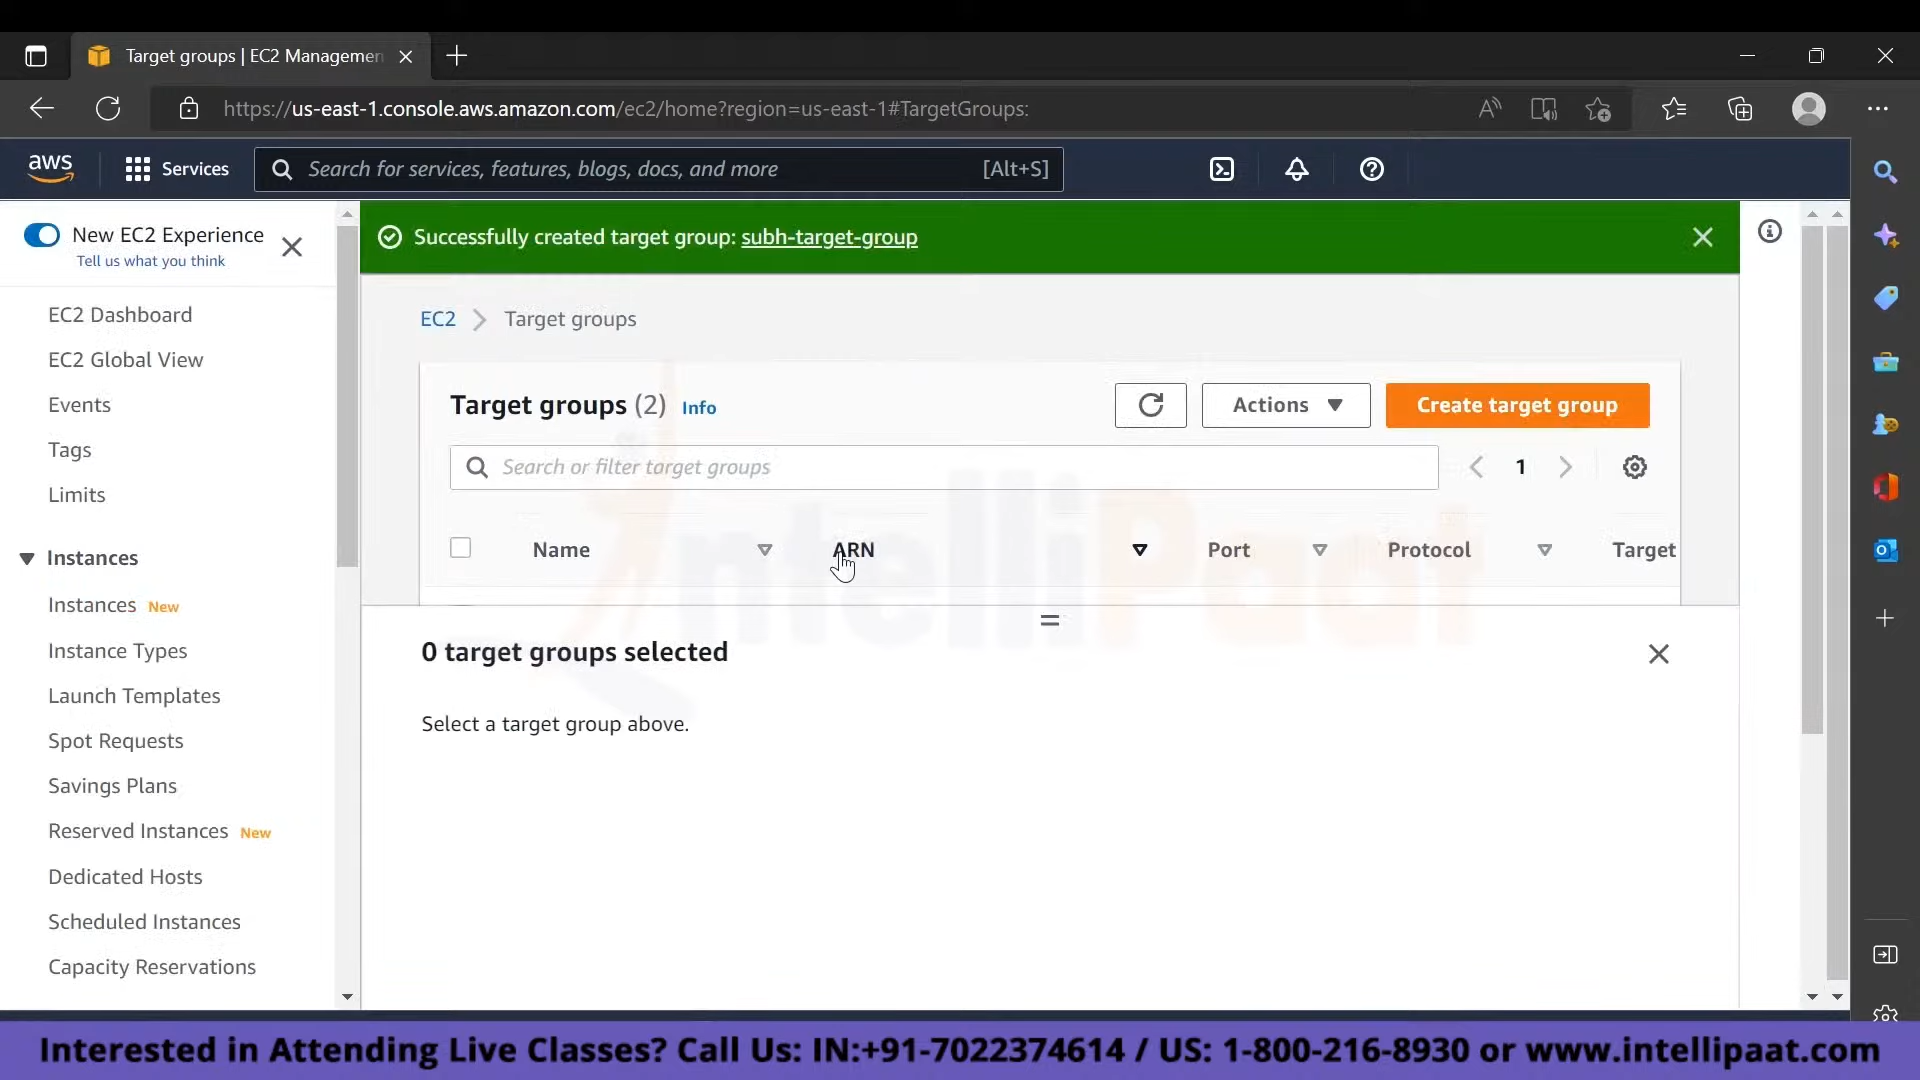 Target groups | EC2 Managemen
https://us-east-1.console.aws.amazon.com/ec2/home?region=us-east-1#TargetGroups:
aws
Services
Search for services, features, blogs, docs, and more
[Alt+S]
New EC2 Experience
Tell us what you think
EC2 Dashboard
EC2 Global View
Events
Tags
Limits
Instances
Instances New
Instance Types
Launch Templates
Spot Requests
Savings Plans
Reserved Instances New
Dedicated Hosts
Scheduled Instances
Capacity Reservations
Successfully created target group: subh-target-group
EC2 > Target groups
Target groups (2) Info
Actions
Create target group
Search or filter target groups
1
Name
ARN
Port
Protocol
Target
IntelliPaat
0 target groups selected
Select a target group above.
Interested in Attending Live Classes? Call Us: IN:+91-7022374614 / US: 1-800-216-8930 or www.intellipaat.com